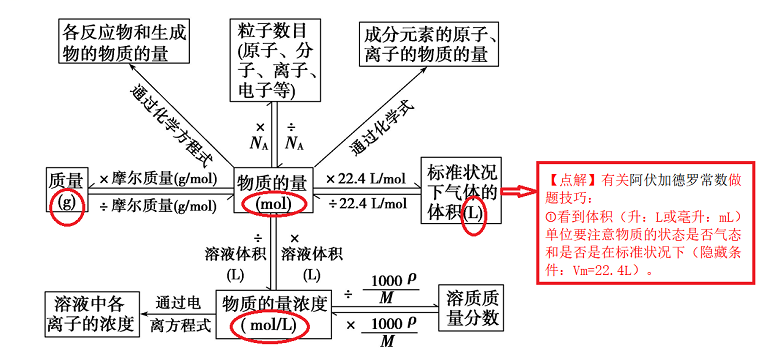 各反应物和生成
物的物质的量
粒子数目
(原子、分
子、离子、
电子等)
成分元素的原子、
离子的物质的量
通过化学方程式
×
NA
÷
NA
通过化学式
质量
(g)
×摩尔质量(g/mol)
÷摩尔质量(g/mol)
物质的量
(mol)
×22.4 L/mol
÷22.4 L/mol
标准状况
下气体的
体积(L)
【点解】有关阿伏加德罗常数做
题技巧：
①看到体积（升：L或毫升：mL）
单位要注意物质的状态是否气态
和是否是在标准状况下（隐藏条
件：Vm=22.4L）。
÷
溶液体积
(L)
×
溶液体积
(L)
溶液中各
离子的浓度
通过电
离方程式
物质的量浓度
( mol/L)
÷ 1000 ρ
M
× 1000 ρ
M
溶质质
量分数